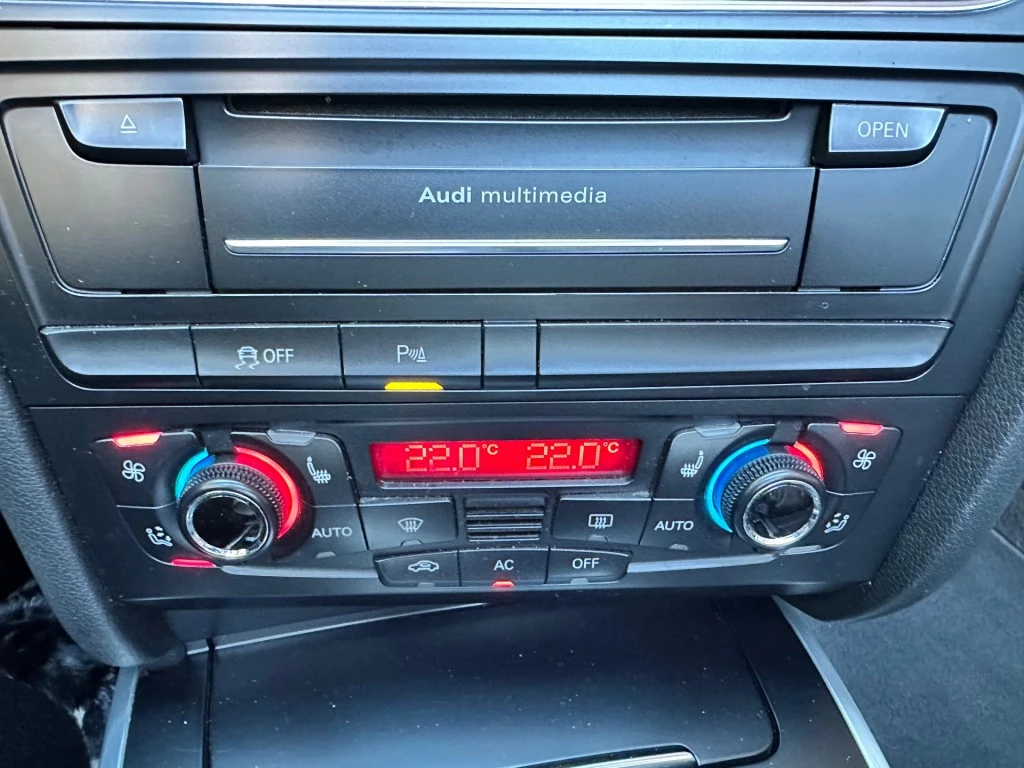 OPEN
Audi multimedia
OFF
P
22.0°C 22.0°C
AUTO
AUTO
AC
OFF